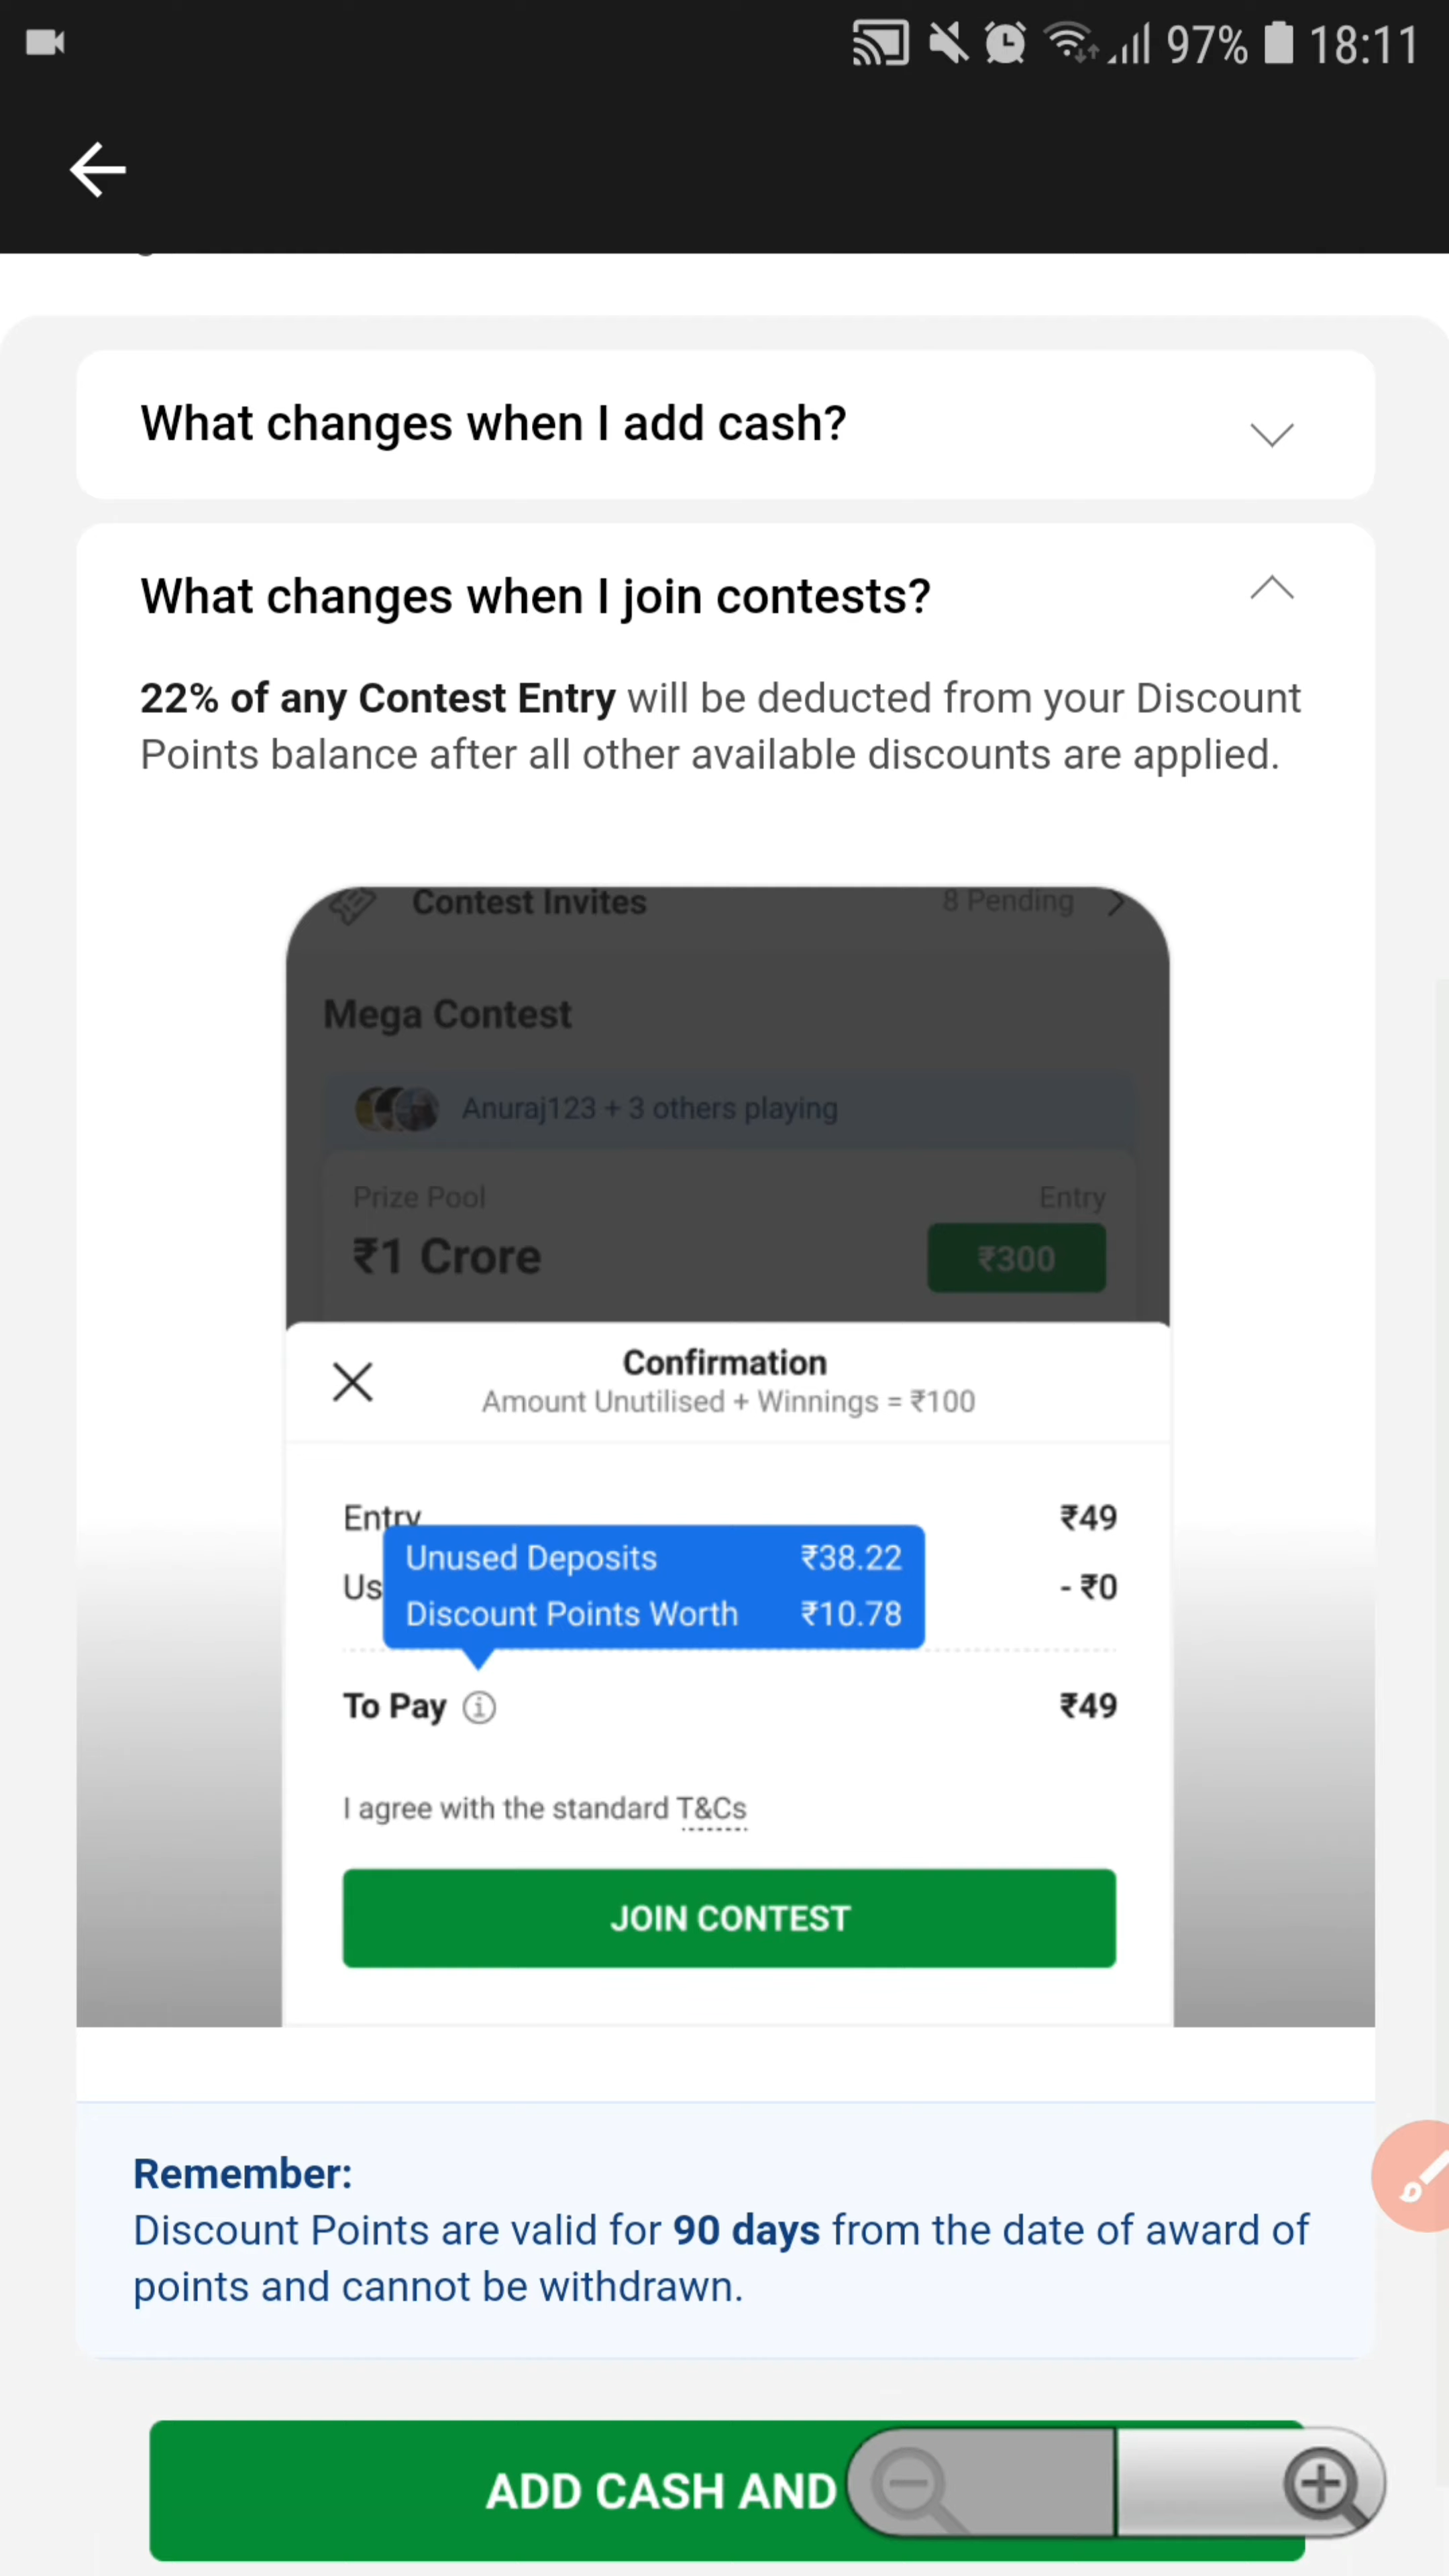 97% 18:11
What changes when I add cash?
What changes when I join contests?
22% of any Contest Entry will be deducted from your Discount
Points balance after all other available discounts are applied.
Contest Invites 8 Pending
Mega Contest
Anuraj123 + 3 others playing
Prize Pool Entry
₹1 Crore ₹300
Confirmation
Amount Unutilised + Winnings = ₹100
Entry ₹49
Unused Deposits ₹38.22
Us - ₹0
Discount Points Worth ₹10.78
To Pay ₹49
I agree with the standard T&Cs
JOIN CONTEST
Remember:
Discount Points are valid for 90 days from the date of award of
points and cannot be withdrawn.
ADD CASH AND